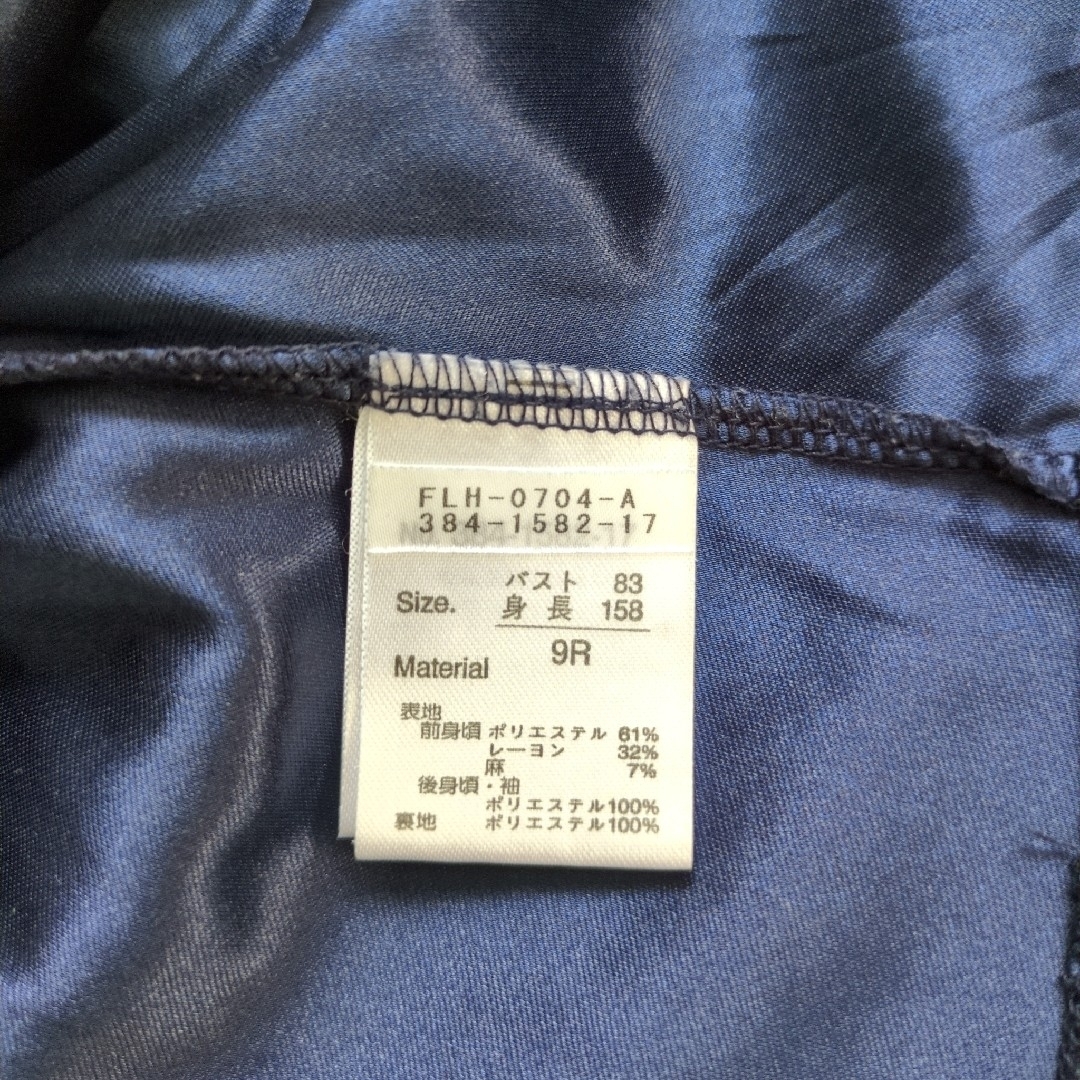 FLH-0704-A
384-1582-17
Size. バスト 83
身長 158
9R
Material
表地
前身頃 ポリエステル 61%
レーヨン 32%
麻 7%
後身頃・袖
ポリエステル100%
裏地 ポリエステル100%